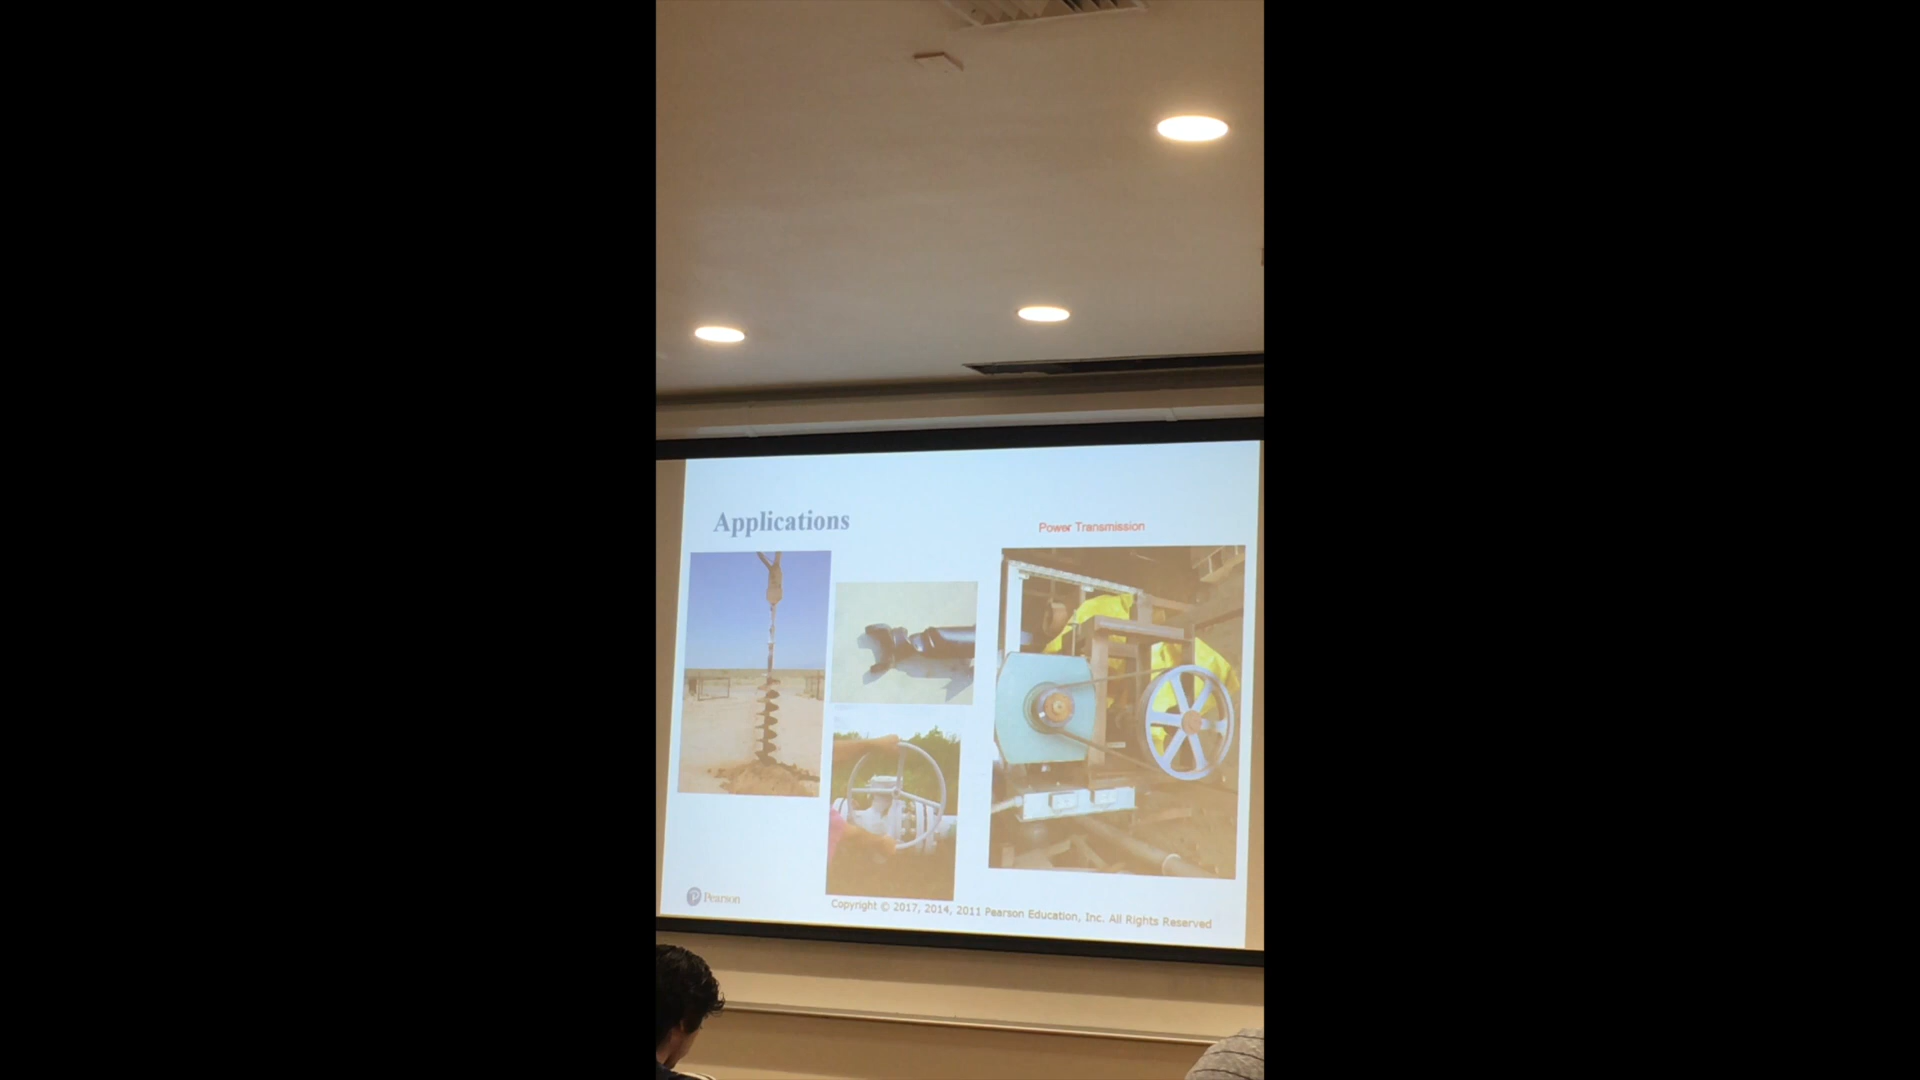 Applications
Power Transmission
Pearson
Copyright © 2017, 2014, 2011 Pearson Education, Inc. All Rights Reserved